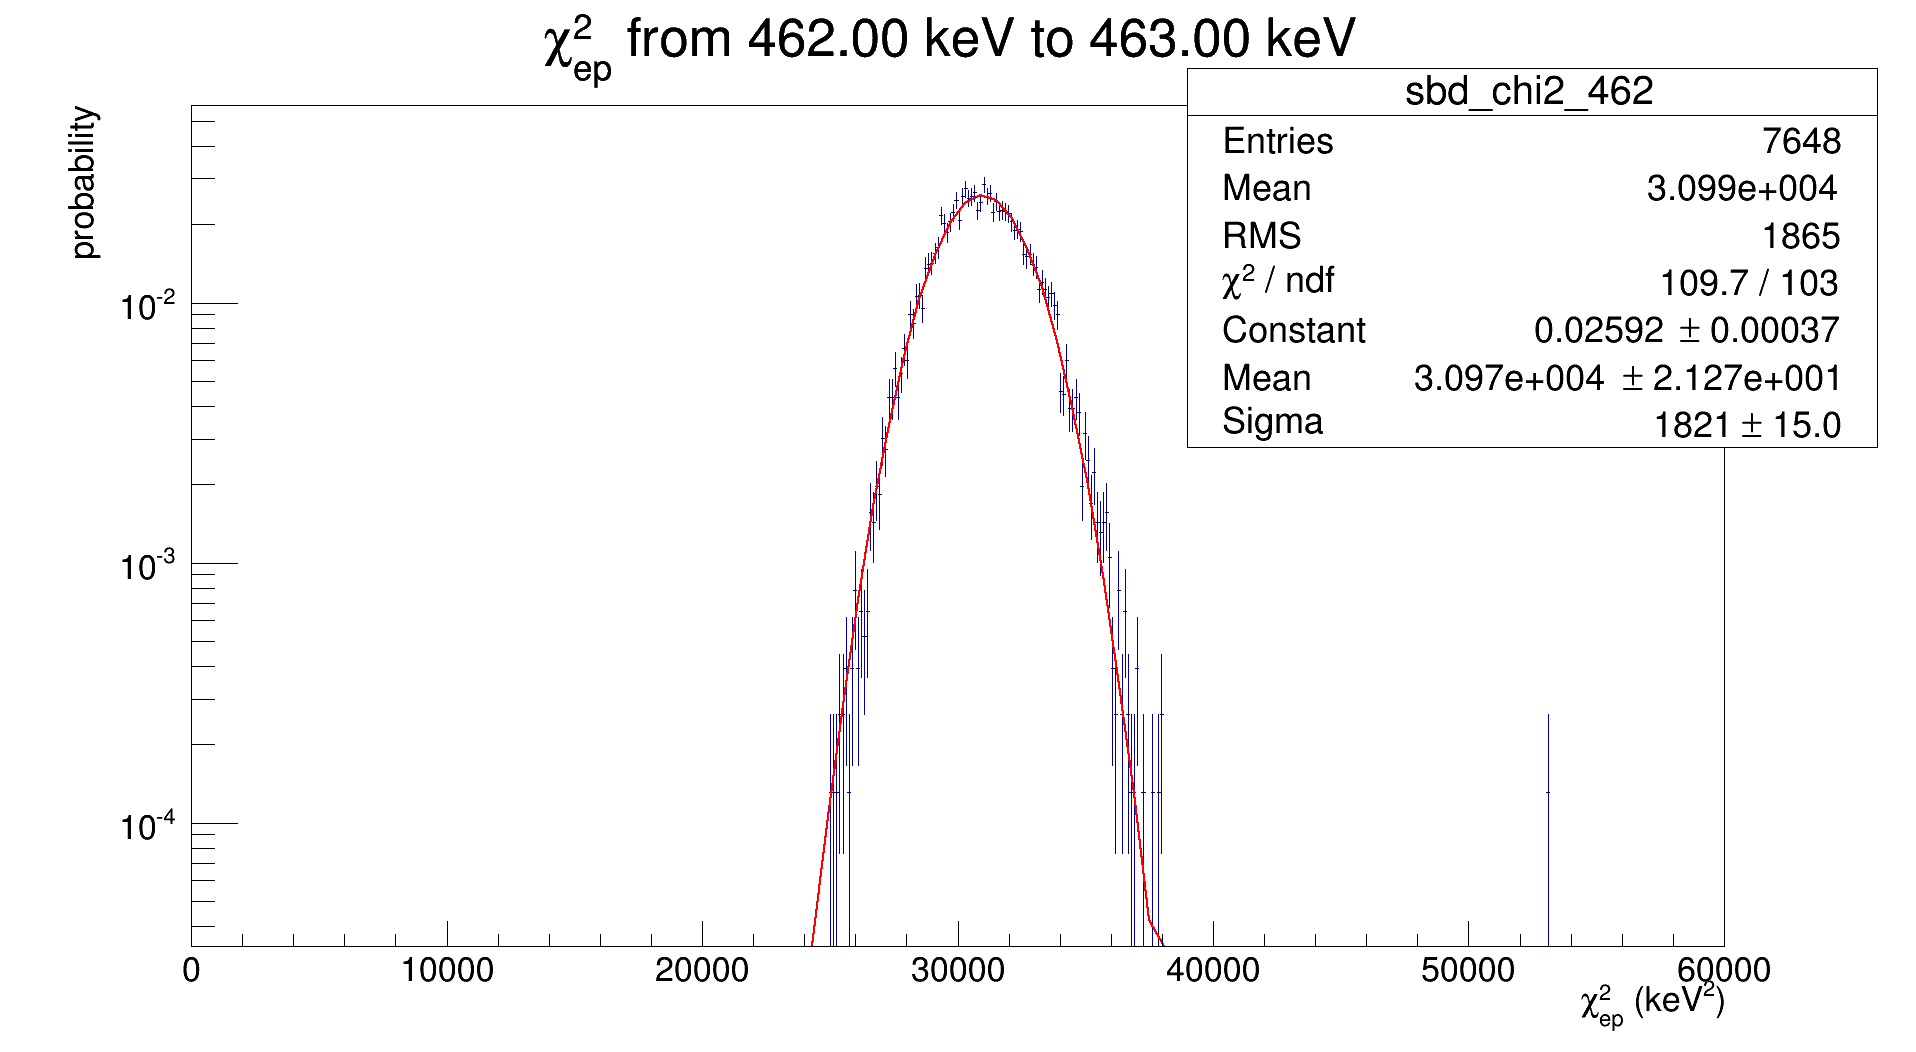 χ²ep from 462.00 keV to 463.00 keV
sbd_chi2_462
Entries 7648
Mean 3.099e+004
RMS 1865
χ² / ndf 109.7 / 103
Constant 0.02592 ± 0.00037
Mean 3.097e+004 ± 2.127e+001
Sigma 1821 ± 15.0
probability
10⁻²
10⁻³
10⁻⁴
0 10000 20000 30000 40000 50000 60000
χ²ep (keV²)